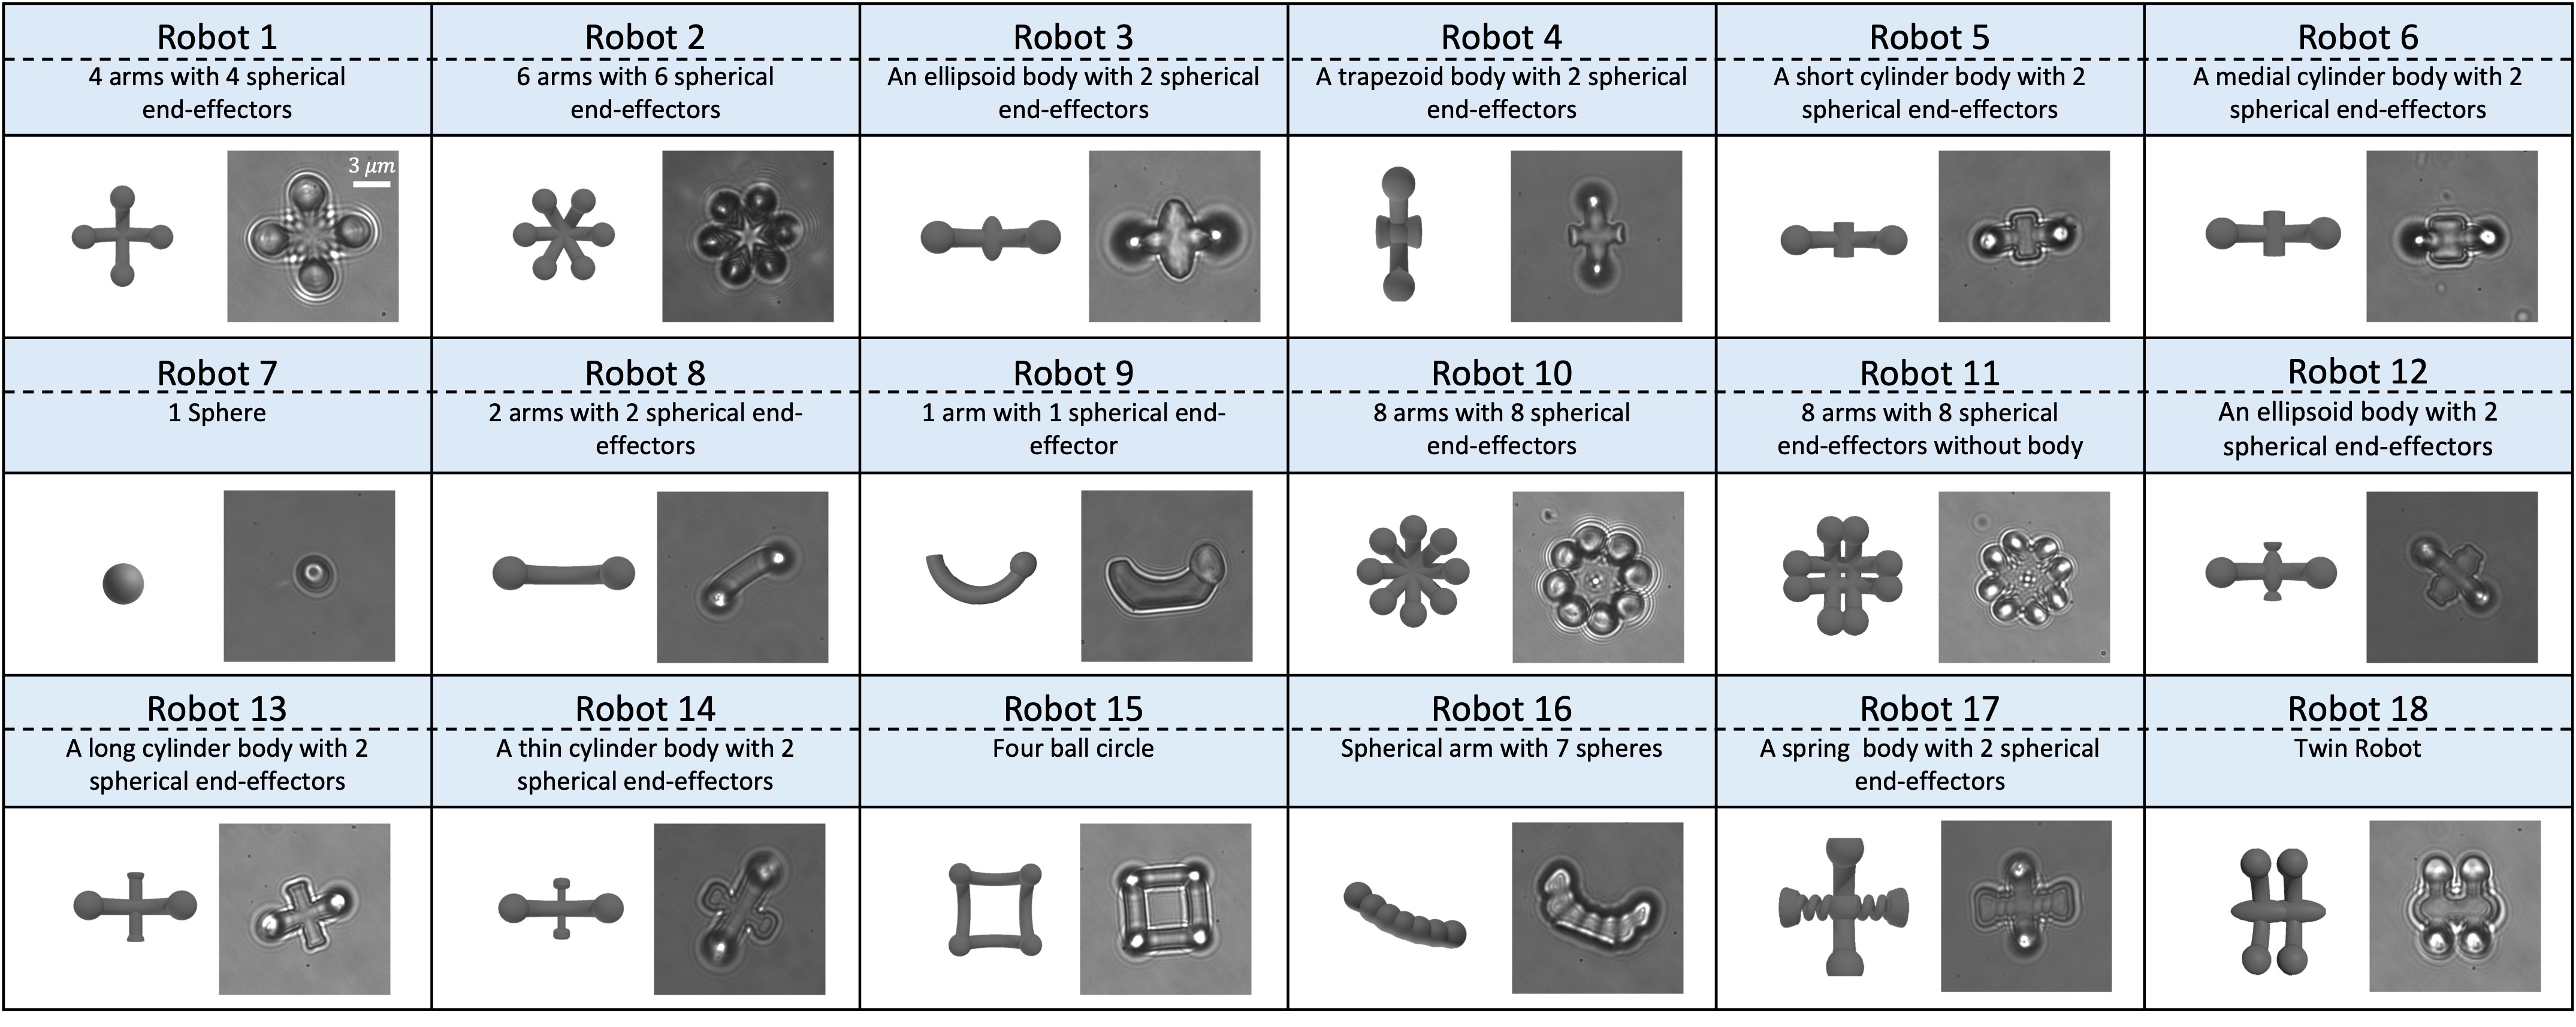 Robot 1
4 arms with 4 spherical
end-effectors
3 μm
Robot 2
6 arms with 6 spherical
end-effectors
Robot 3
An ellipsoid body with 2 spherical
end-effectors
Robot 4
A trapezoid body with 2 spherical
end-effectors
Robot 5
A short cylinder body with 2
spherical end-effectors
Robot 6
A medial cylinder body with 2
spherical end-effectors
Robot 7
1 Sphere
Robot 8
2 arms with 2 spherical end-
effectors
Robot 9
1 arm with 1 spherical end-
effector
Robot 10
8 arms with 8 spherical
end-effectors
Robot 11
8 arms with 8 spherical
end-effectors without body
Robot 12
An ellipsoid body with 2
spherical end-effectors
Robot 13
A long cylinder body with 2
spherical end-effectors
Robot 14
A thin cylinder body with 2
spherical end-effectors
Robot 15
Four ball circle
Robot 16
Spherical arm with 7 spheres
Robot 17
A spring body with 2 spherical
end-effectors
Robot 18
Twin Robot